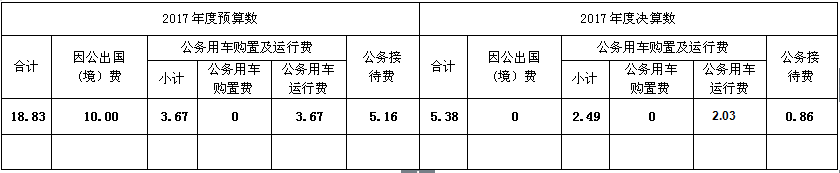 2017年度预算数 2017年度决算数
合计 因公出国(境)费 公务用车购置及运行费 公务接待费 合计 因公出国(境)费 公务用车购置及运行费 公务接待费
小计 公务用车购置费 公务用车运行费 小计 公务用车购置费 公务用车运行费
18.83 10.00 3.67 0 3.67 5.16 5.38 0 2.49 0 2.03 0.86